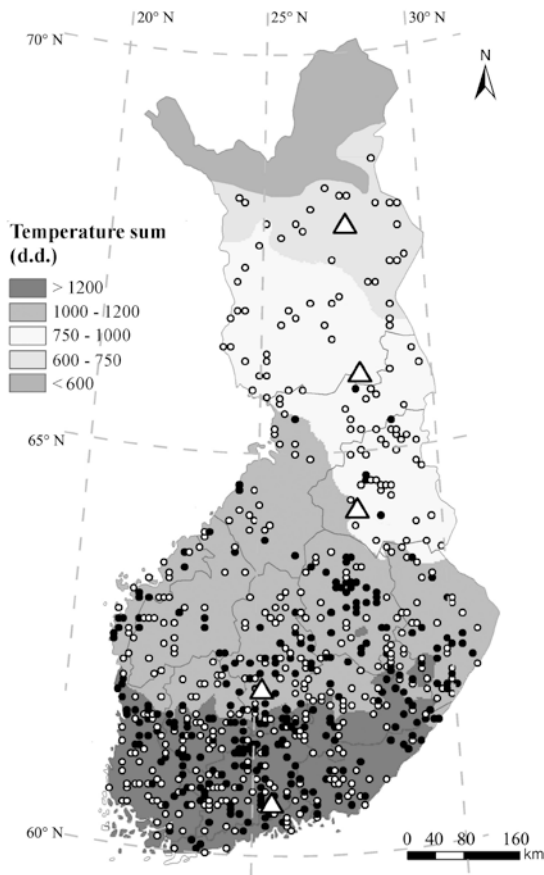 20° N
25° N
30° N
70° N
N
Temperature sum
(d.d.)
> 1200
1000 - 1200
750 - 1000
600 - 750
< 600
65° N
60° N
0 40 80 160
km